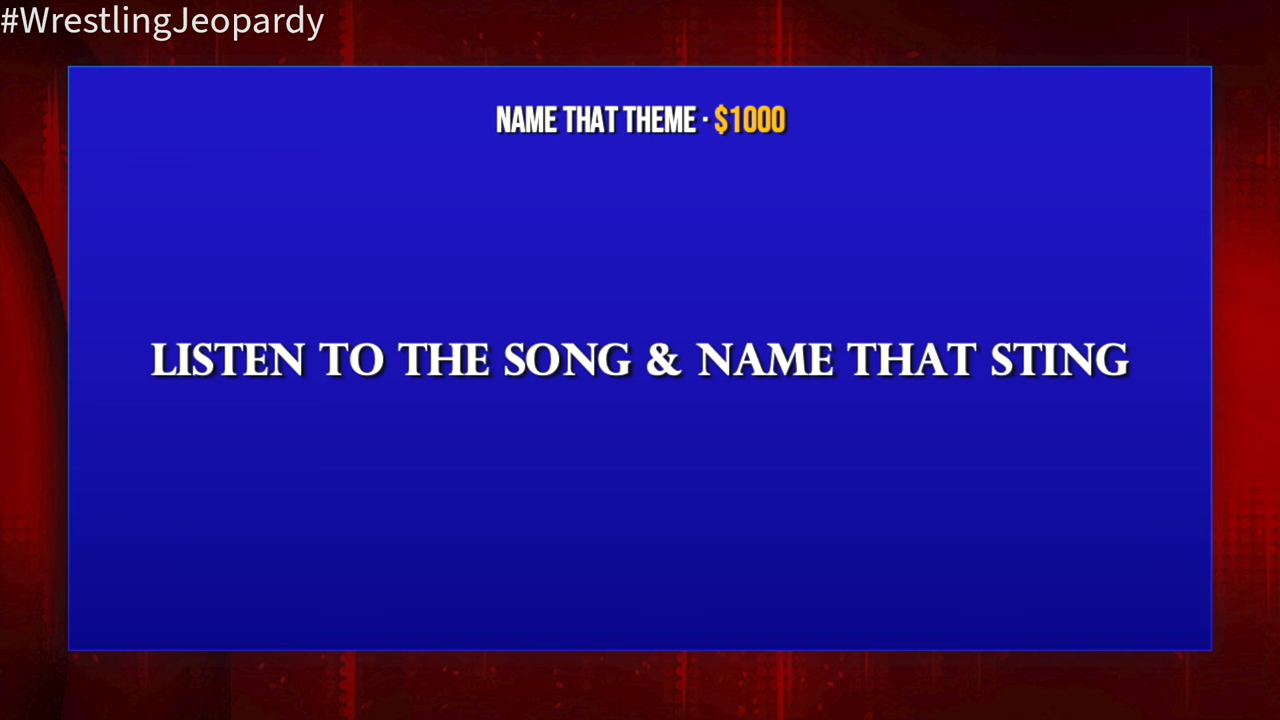 #WrestlingJeopardy
NAME THAT THEME · $1000
LISTEN TO THE SONG & NAME THAT STING